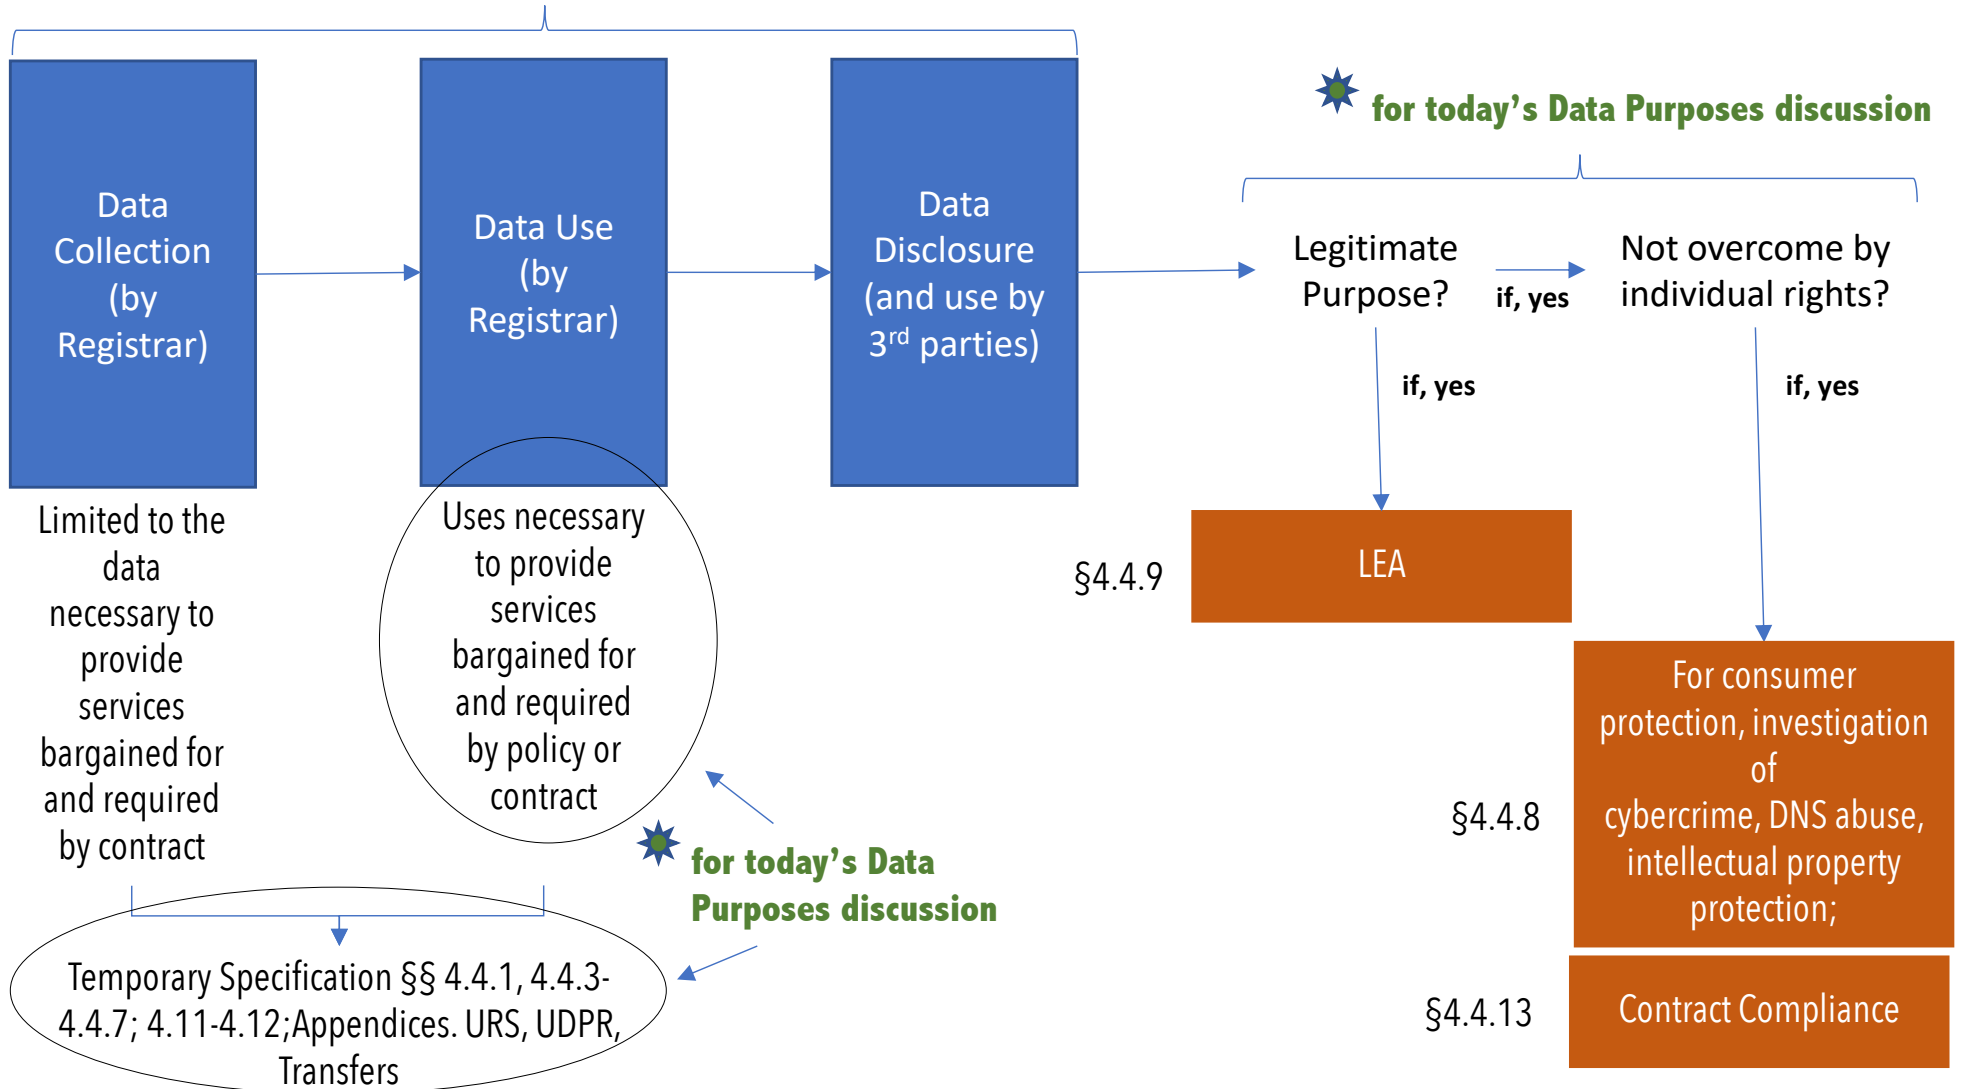 for today’s Data Purposes discussion
Data
Collection
(by
Registrar)
Data Use
(by
Registrar)
Data
Disclosure
(and use by
3rd parties)
Legitimate
Purpose?
if, yes
Not overcome by
individual rights?
if, yes
if, yes
Limited to the
data
necessary to
provide
services
bargained for
and required
by contract
Uses necessary
to provide
services
bargained for
and required
by policy or
contract
§4.4.9
LEA
§4.4.8
For consumer
protection, investigation
of
cybercrime, DNS abuse,
intellectual property
protection;
for today’s Data
Purposes discussion
Temporary Specification §§ 4.4.1, 4.4.3-
4.4.7; 4.11-4.12;Appendices. URS, UDPR,
Transfers
§4.4.13
Contract Compliance